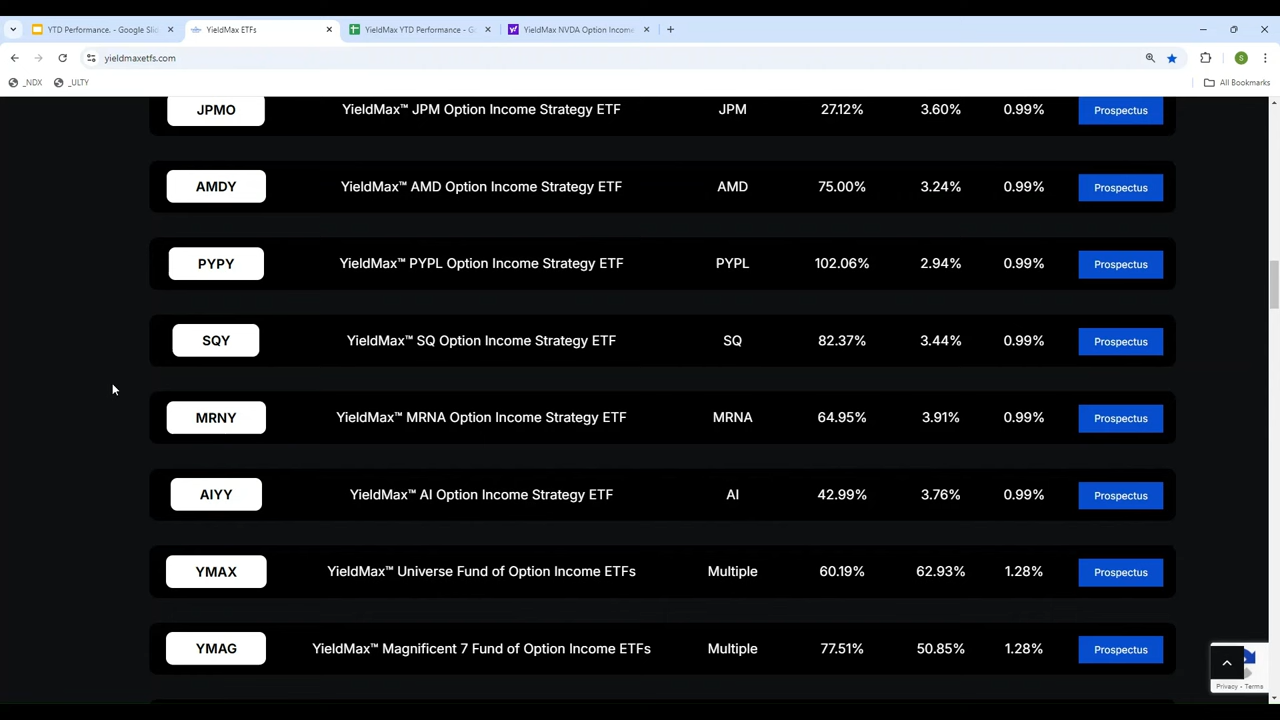 YTD Performance. - Google Slid
YieldMax ETFs
YieldMax YTD Performance - Go
YieldMax NVDA Option Income
yieldmaxetfs.com
_NDX
_ULTY
All Bookmarks
S
JPMO YieldMax™ JPM Option Income Strategy ETF JPM 27.12% 3.60% 0.99% Prospectus
AMDY YieldMax™ AMD Option Income Strategy ETF AMD 75.00% 3.24% 0.99% Prospectus
PYPY YieldMax™ PYPL Option Income Strategy ETF PYPL 102.06% 2.94% 0.99% Prospectus
SQY YieldMax™ SQ Option Income Strategy ETF SQ 82.37% 3.44% 0.99% Prospectus
MRNY YieldMax™ MRNA Option Income Strategy ETF MRNA 64.95% 3.91% 0.99% Prospectus
AIYY YieldMax™ AI Option Income Strategy ETF AI 42.99% 3.76% 0.99% Prospectus
YMAX YieldMax™ Universe Fund of Option Income ETFs Multiple 60.19% 62.93% 1.28% Prospectus
YMAG YieldMax™ Magnificent 7 Fund of Option Income ETFs Multiple 77.51% 50.85% 1.28% Prospectus
Privacy - Terms